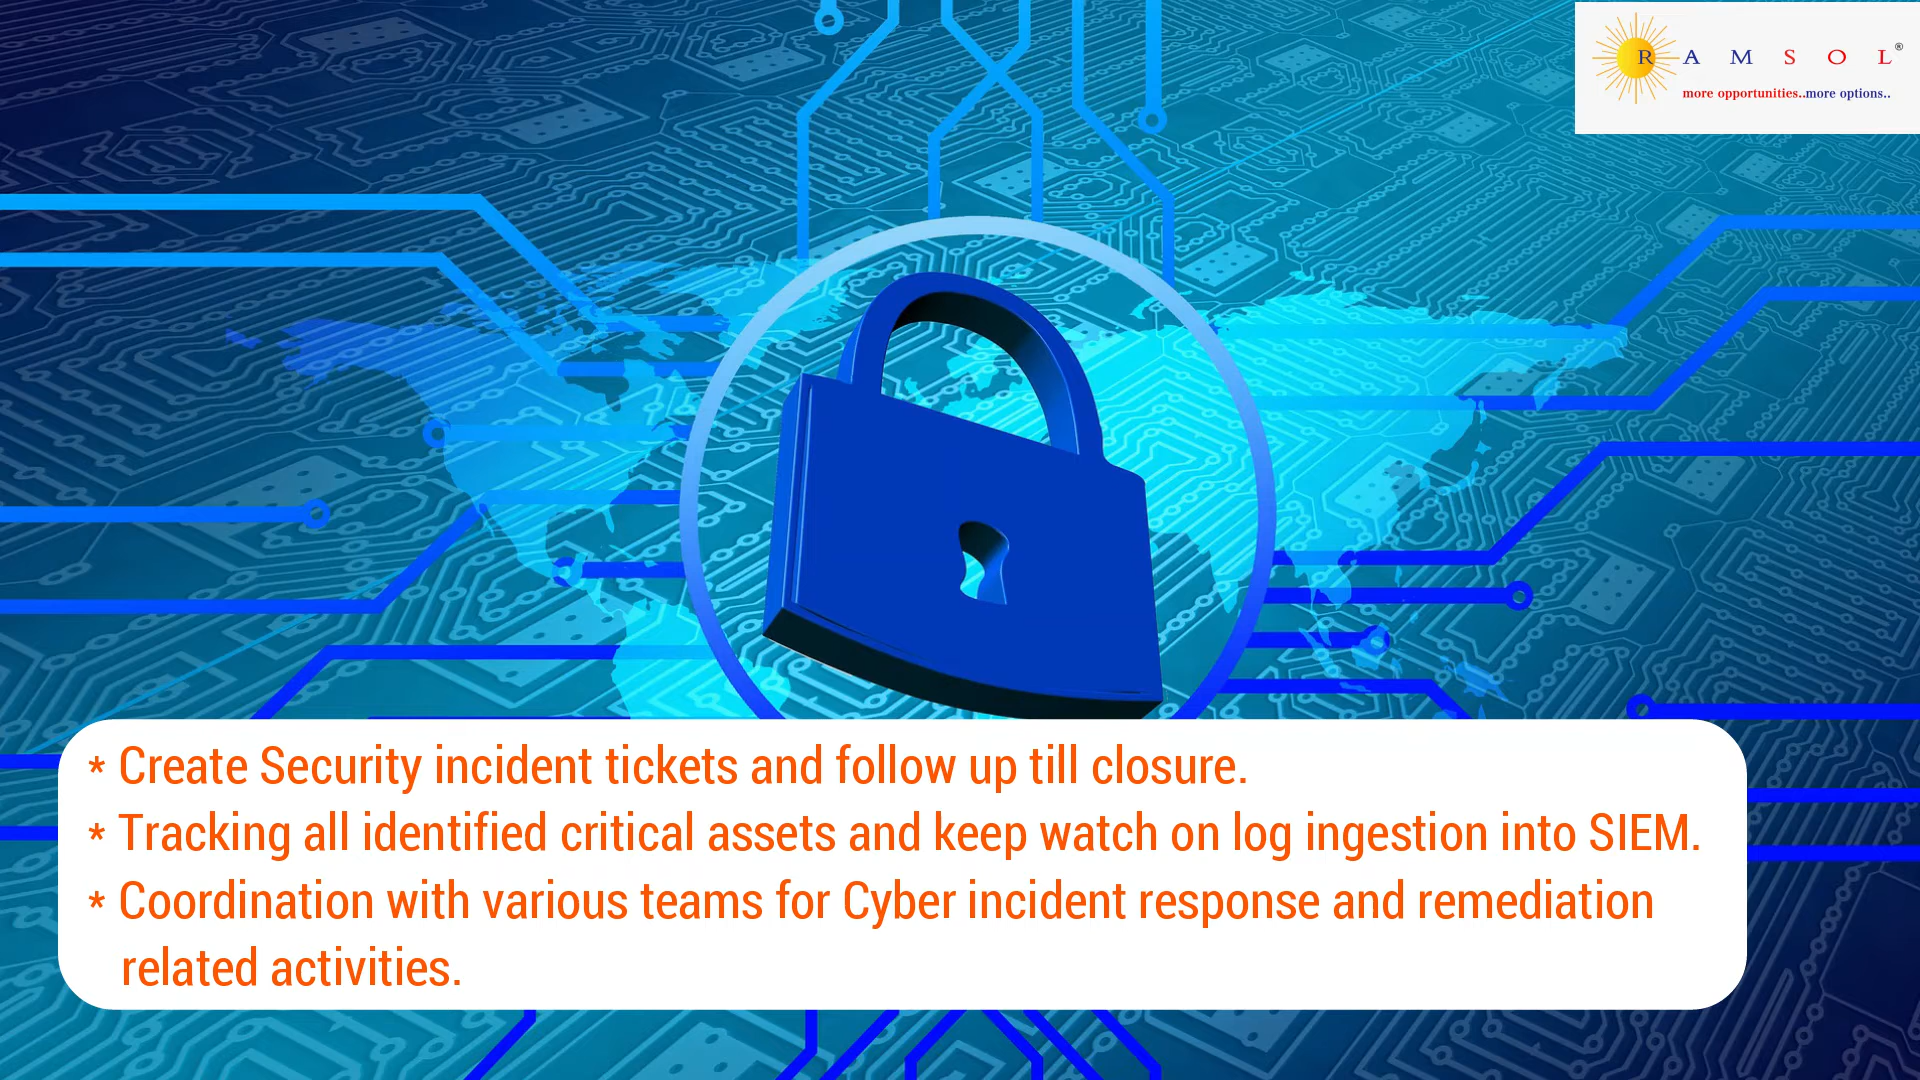 R A M S O L ®
more opportunities..more options..
* Create Security incident tickets and follow up till closure.
* Tracking all identified critical assets and keep watch on log ingestion into SIEM.
* Coordination with various teams for Cyber incident response and remediation
related activities.